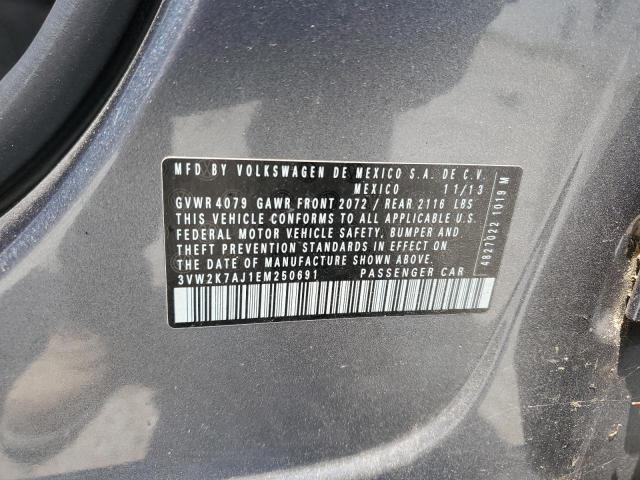 MFD BY VOLKSWAGEN DE MEXICO S.A. DE C.V.
MEXICO 11/13
GVWR 4079 GAWR FRONT 2072 / REAR 2116 LBS
THIS VEHICLE CONFORMS TO ALL APPLICABLE U.S.
FEDERAL MOTOR VEHICLE SAFETY, BUMPER AND
THEFT PREVENTION STANDARDS IN EFFECT ON
THE DATE OF MANUFACTURE SHOWN ABOVE.
3VW2K7AJ1EM250691 PASSENGER CAR
4827022 1019 M